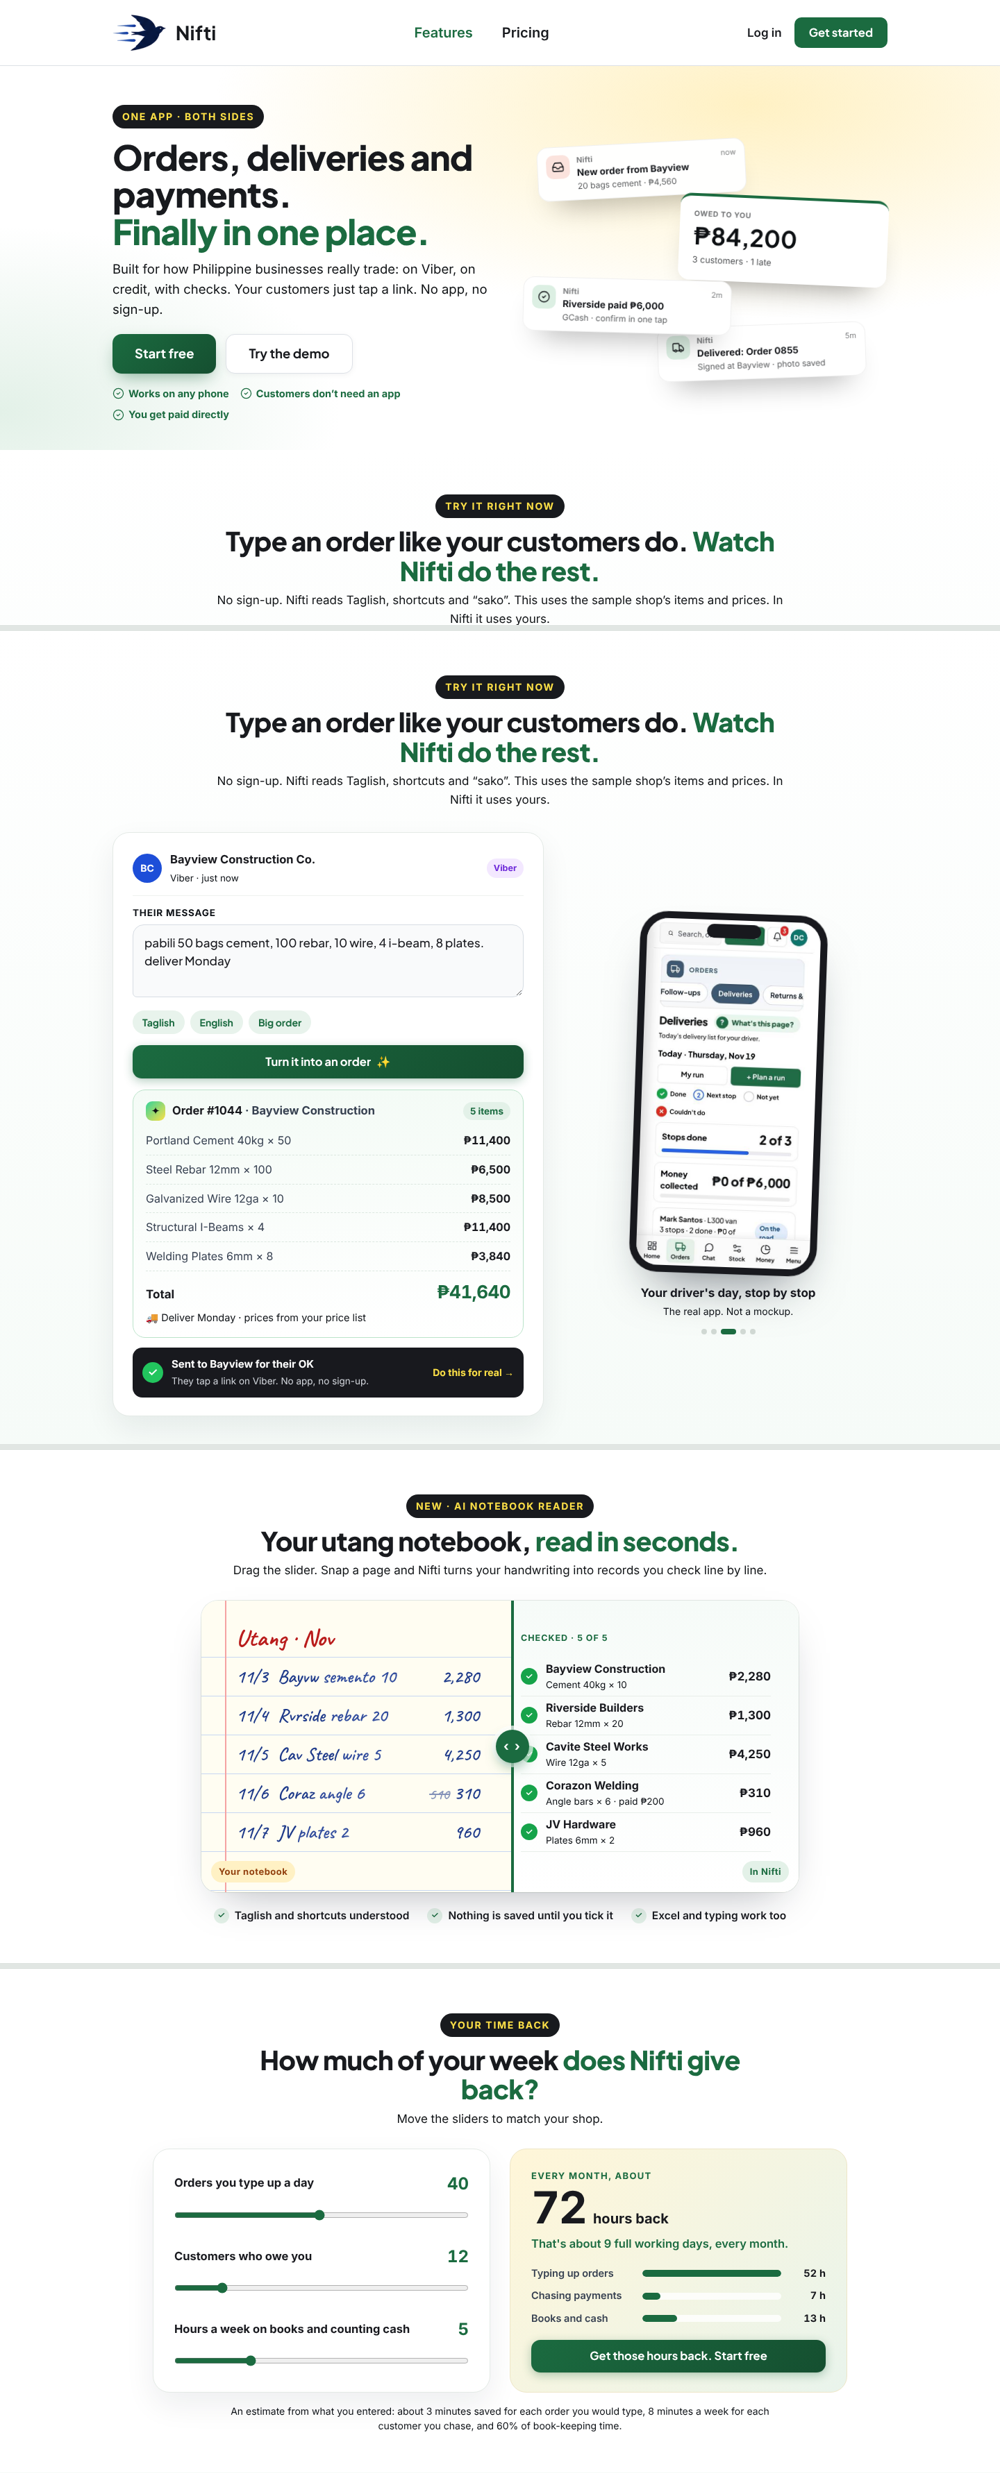 Nifti
Features
Pricing
Log in
Get started
ONE APP · BOTH SIDES
Orders, deliveries and
payments.
Finally in one place.
Built for how Philippine businesses really trade: on Viber, on
credit, with checks. Your customers just tap a link. No app, no
sign-up.
Start free
Try the demo
Works on any phone
Customers don't need an app
You get paid directly
Nifti
now
New order from Bayview
20 bags cement · ₱4,560
OWED TO YOU
₱84,200
3 customers · 1 late
2m
Riverside paid ₱6,000
GCash · confirm in one tap
Nifti
5m
Delivered: Order 0855
Signed at Bayview · photo saved
TRY IT RIGHT NOW
Type an order like your customers do. Watch
Nifti do the rest.
No sign-up. Nifti reads Taglish, shortcuts and “sako”. This uses the sample shop’s items and prices. In
Nifti it uses yours.
TRY IT RIGHT NOW
Type an order like your customers do. Watch
Nifti do the rest.
No sign-up. Nifti reads Taglish, shortcuts and “sako”. This uses the sample shop’s items and prices. In
Nifti it uses yours.
BC
Bayview Construction Co.
Viber · just now
Viber
THEIR MESSAGE
pabili 50 bags cement, 100 rebar, 10 wire, 4 i-beam, 8 plates.
deliver Monday
Taglish
English
Big order
Turn it into an order ✨
Order #1044 · Bayview Construction
5 items
Portland Cement 40kg × 50
₱11,400
Steel Rebar 12mm × 100
₱6,500
Galvanized Wire 12ga × 10
₱8,500
Structural I-Beams × 4
₱11,400
Welding Plates 6mm × 8
₱3,840
Total
₱41,640
🚚 Deliver Monday · prices from your price list
Sent to Bayview for their OK
They tap a link on Viber. No app, no sign-up.
Do this for real →
Search,
3
DC
ORDERS
Follow-ups
Deliveries
Returns &
Deliveries
? What's this page?
Today's delivery list for your driver.
Today · Thursday, Nov 19
My run
+ Plan a run
Done
2 Next stop
Not yet
Couldn't do
Stops done
2 of 3
Money
collected
₱0 of ₱6,000
Mark Santos · L300 van
3 stops · 2 done · ₱0 of
On the
road
Home
Orders
Chat
Stock
Money
Menu
Your driver's day, stop by stop
The real app. Not a mockup.
NEW · AI NOTEBOOK READER
Your utang notebook, read in seconds.
Drag the slider. Snap a page and Nifti turns your handwriting into records you check line by line.
Utang · Nov
11/3 Bayvw semento 10 2,280
11/4 Rvrside rebar 20 1,300
11/5 Cav Steel wire 5 4,250
11/6 Coraz angle 6 510 310
11/7 JV plates 2 960
Your notebook
CHECKED · 5 OF 5
Bayview Construction
Cement 40kg × 10
₱2,280
Riverside Builders
Rebar 12mm × 20
₱1,300
Cavite Steel Works
Wire 12ga × 5
₱4,250
Corazon Welding
Angle bars × 6 · paid ₱200
₱310
JV Hardware
Plates 6mm × 2
₱960
In Nifti
Taglish and shortcuts understood
Nothing is saved until you tick it
Excel and typing work too
YOUR TIME BACK
How much of your week does Nifti give
back?
Move the sliders to match your shop.
Orders you type up a day
40
Customers who owe you
12
Hours a week on books and counting cash
5
EVERY MONTH, ABOUT
72 hours back
That's about 9 full working days, every month.
Typing up orders
52 h
Chasing payments
7 h
Books and cash
13 h
Get those hours back. Start free
An estimate from what you entered: about 3 minutes saved for each order you would type, 8 minutes a week for each
customer you chase, and 60% of book-keeping time.